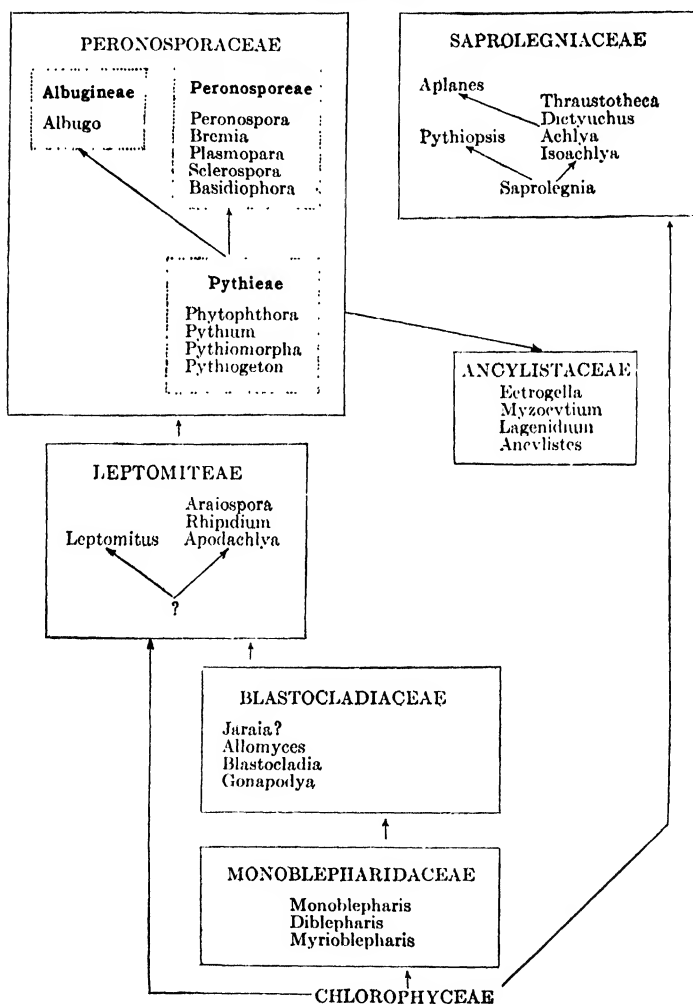 PERONOSPORACEAE
Albugineae
Albugo
Peronosporeae
Peronospora
Bremia
Plasmopara
Sclerospora
Basidiophora
Pythieae
Phytophthora
Pythium
Pythiomorpha
Pythiogeton
SAPROLEGNIACEAE
Aplanes
Thraustotheca
Dictyuchus
Pythiopsis
Achlya
Isoachlya
Saprolegnia
ANCYLISTACEAE
Ectrogella
Myzocytium
Lagenidium
Ancylistes
LEPTOMITEAE
Araiospora
Rhipidium
Leptomitus Apodachlya
?
BLASTOCLADIACEAE
Jaraia?
Allomyces
Blastocladia
Gonapodya
MONOBLEPHARIDACEAE
Monoblepharis
Diblepharis
Myrioblepharis
CHLOROPHYCEAE